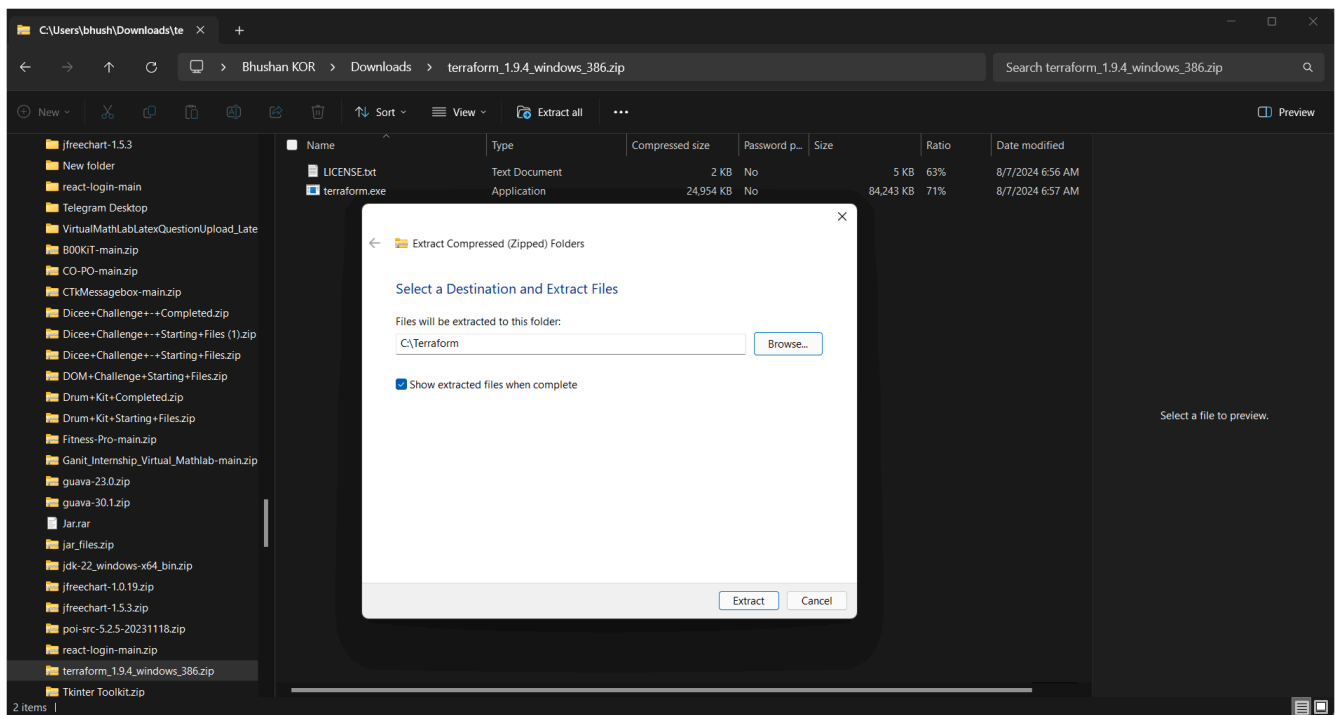 C:\Users\bhush\Downloads\te
Bhushan KOR > Downloads > terraform_1.9.4_windows_386.zip
Search terraform_1.9.4_windows_386.zip
New
Sort
View
Extract all
Preview
jfreechart-1.5.3
New folder
react-login-main
Telegram Desktop
VirtualMathLabLatexQuestionUpload_Late
B00KiT-main.zip
CO-PO-main.zip
CTkMessagebox-main.zip
Dicee+Challenge+-+Completed.zip
Dicee+Challenge+-+Starting+Files (1).zip
Dicee+Challenge+-+Starting+Files.zip
DOM+Challenge+Starting+Files.zip
Drum+Kit+Completed.zip
Drum+Kit+Starting+Files.zip
Fitness-Pro-main.zip
Ganit_Internship_Virtual_Mathlab-main.zip
guava-23.0.zip
guava-30.1.zip
Jar.rar
jar_files.zip
jdk-22_windows-x64_bin.zip
jfreechart-1.0.19.zip
jfreechart-1.5.3.zip
poi-src-5.2.5-20231118.zip
react-login-main.zip
terraform_1.9.4_windows_386.zip
Tkinter Toolkit.zip
Name Type Compressed size Password p... Size Ratio Date modified
LICENSE.txt Text Document 2 KB No 5 KB 63% 8/7/2024 6:56 AM
terraform.exe Application 24,954 KB No 84,243 KB 71% 8/7/2024 6:57 AM
Extract Compressed (Zipped) Folders
Select a Destination and Extract Files
Files will be extracted to this folder:
C:\Terraform
Browse...
Show extracted files when complete
Extract
Cancel
Select a file to preview.
2 items